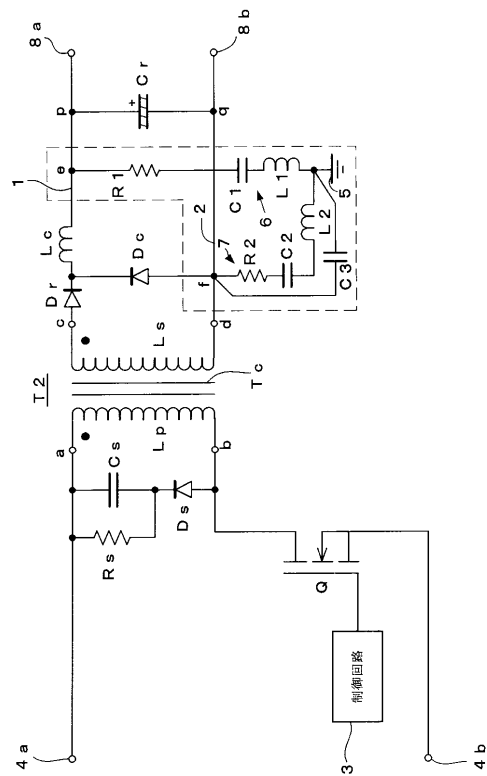 8a
8b
p
Cr
+
q
e
1
R1
C1
L1
5
6
L2
2
7
R2
C2
C3
f
Lc
Dc
Dr
c
d
Ls
T2
Tc
a
Lp
b
Cs
Rs
Ds
Q
制御回路
3
4a
4b